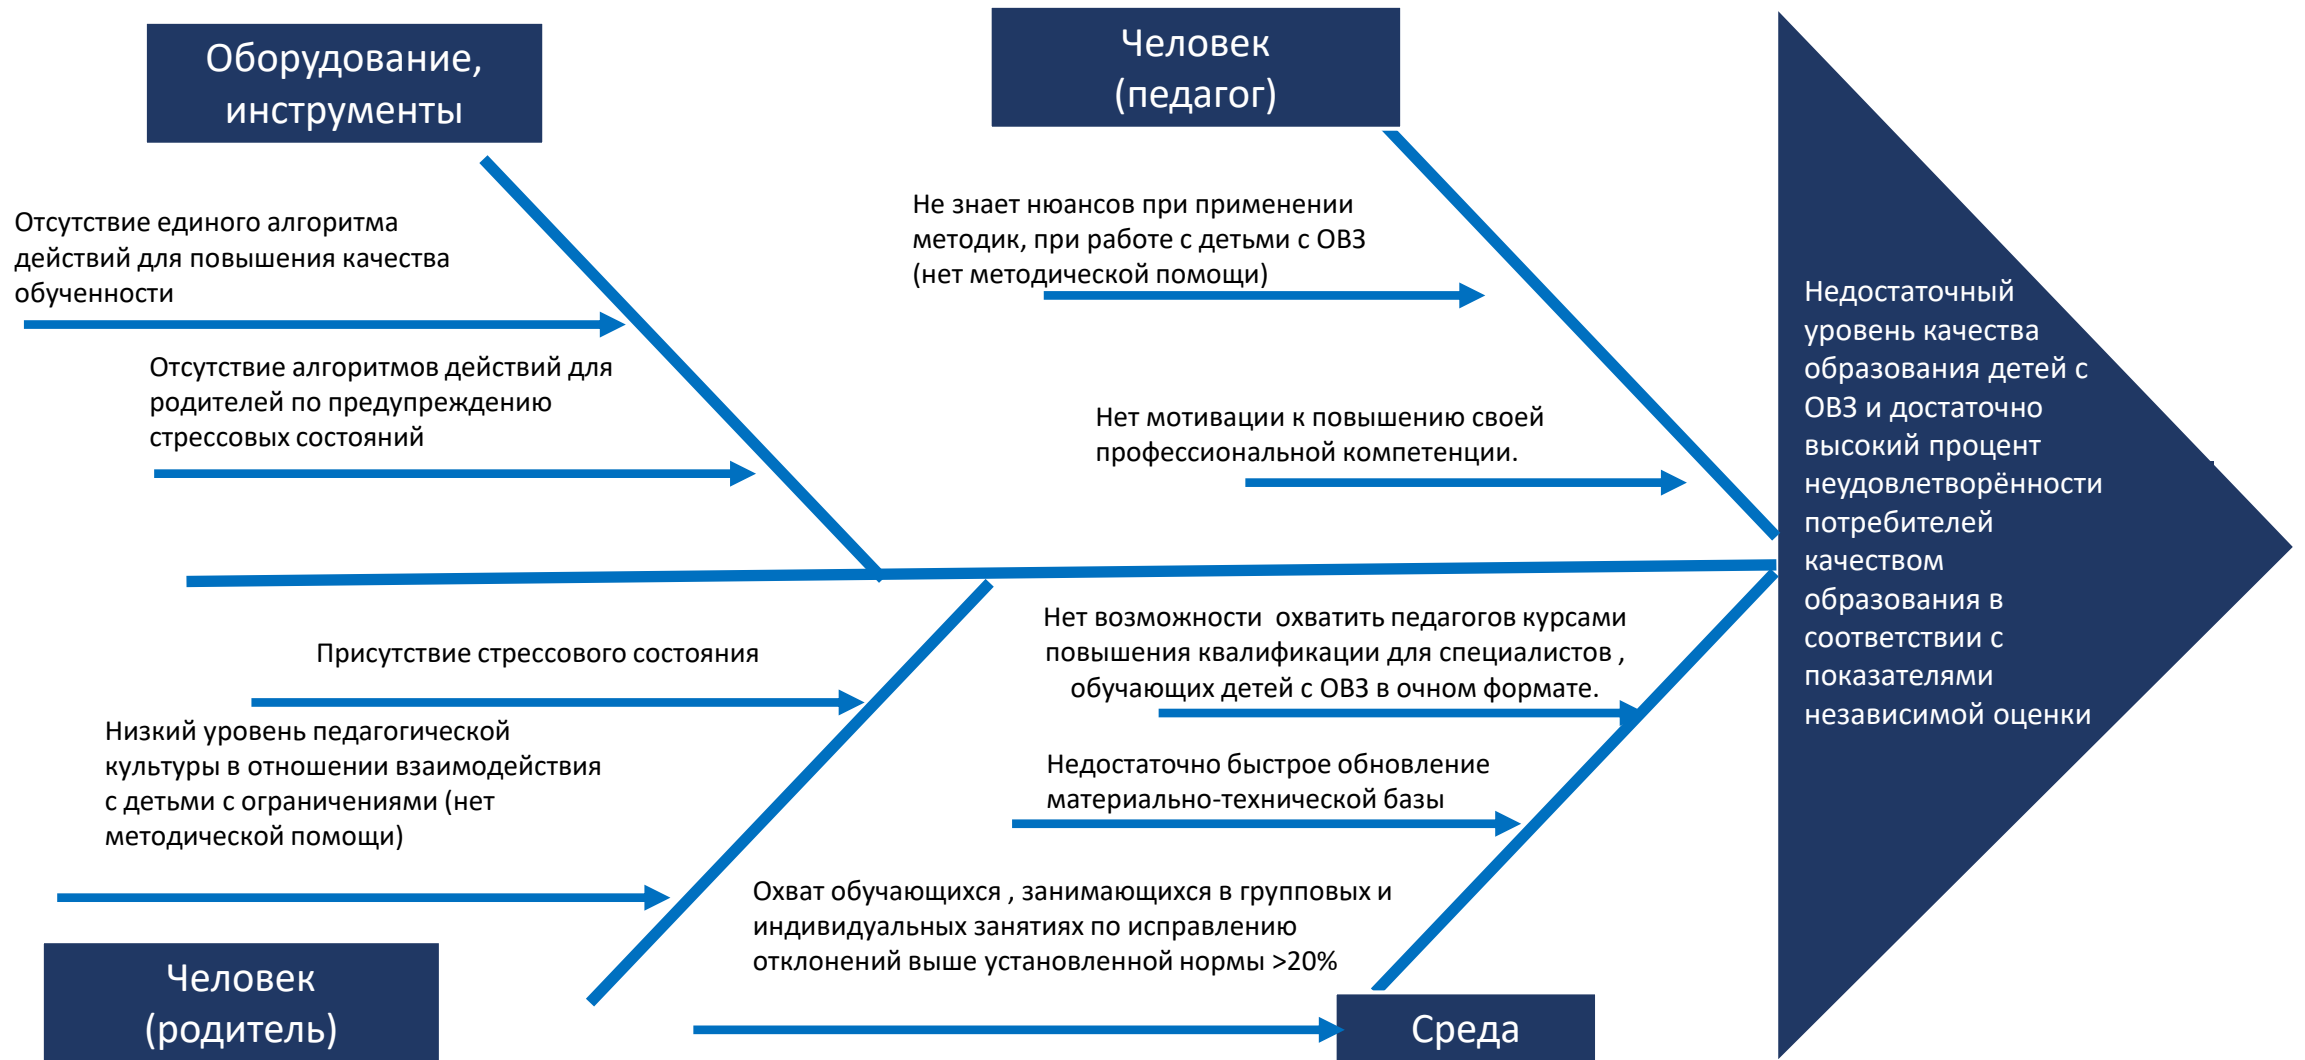 Оборудование,
инструменты
Человек
(педагог)
Отсутствие единого алгоритма
действий для повышения качества
обученности
Отсутствие алгоритмов действий для
родителей по предупреждению
стрессовых состояний
Не знает нюансов при применении
методик, при работе с детьми с ОВЗ
(нет методической помощи)
Нет мотивации к повышению своей
профессиональной компетенции.
Присутствие стрессового состояния
Низкий уровень педагогической
культуры в отношении взаимодействия
с детьми с ограничениями (нет
методической помощи)
Нет возможности  охватить педагогов курсами
повышения квалификации для специалистов ,
обучающих детей с ОВЗ в очном формате.
Недостаточно быстрое обновление
материально-технической базы
Охват обучающихся , занимающихся в групповых и
индивидуальных занятиях по исправлению
отклонений выше установленной нормы >20%
Человек
(родитель)
Среда
Недостаточный
уровень качества
образования детей с
ОВЗ и достаточно
высокий процент
неудовлетворённости
потребителей
качеством
образования в
соответствии с
показателями
независимой оценки